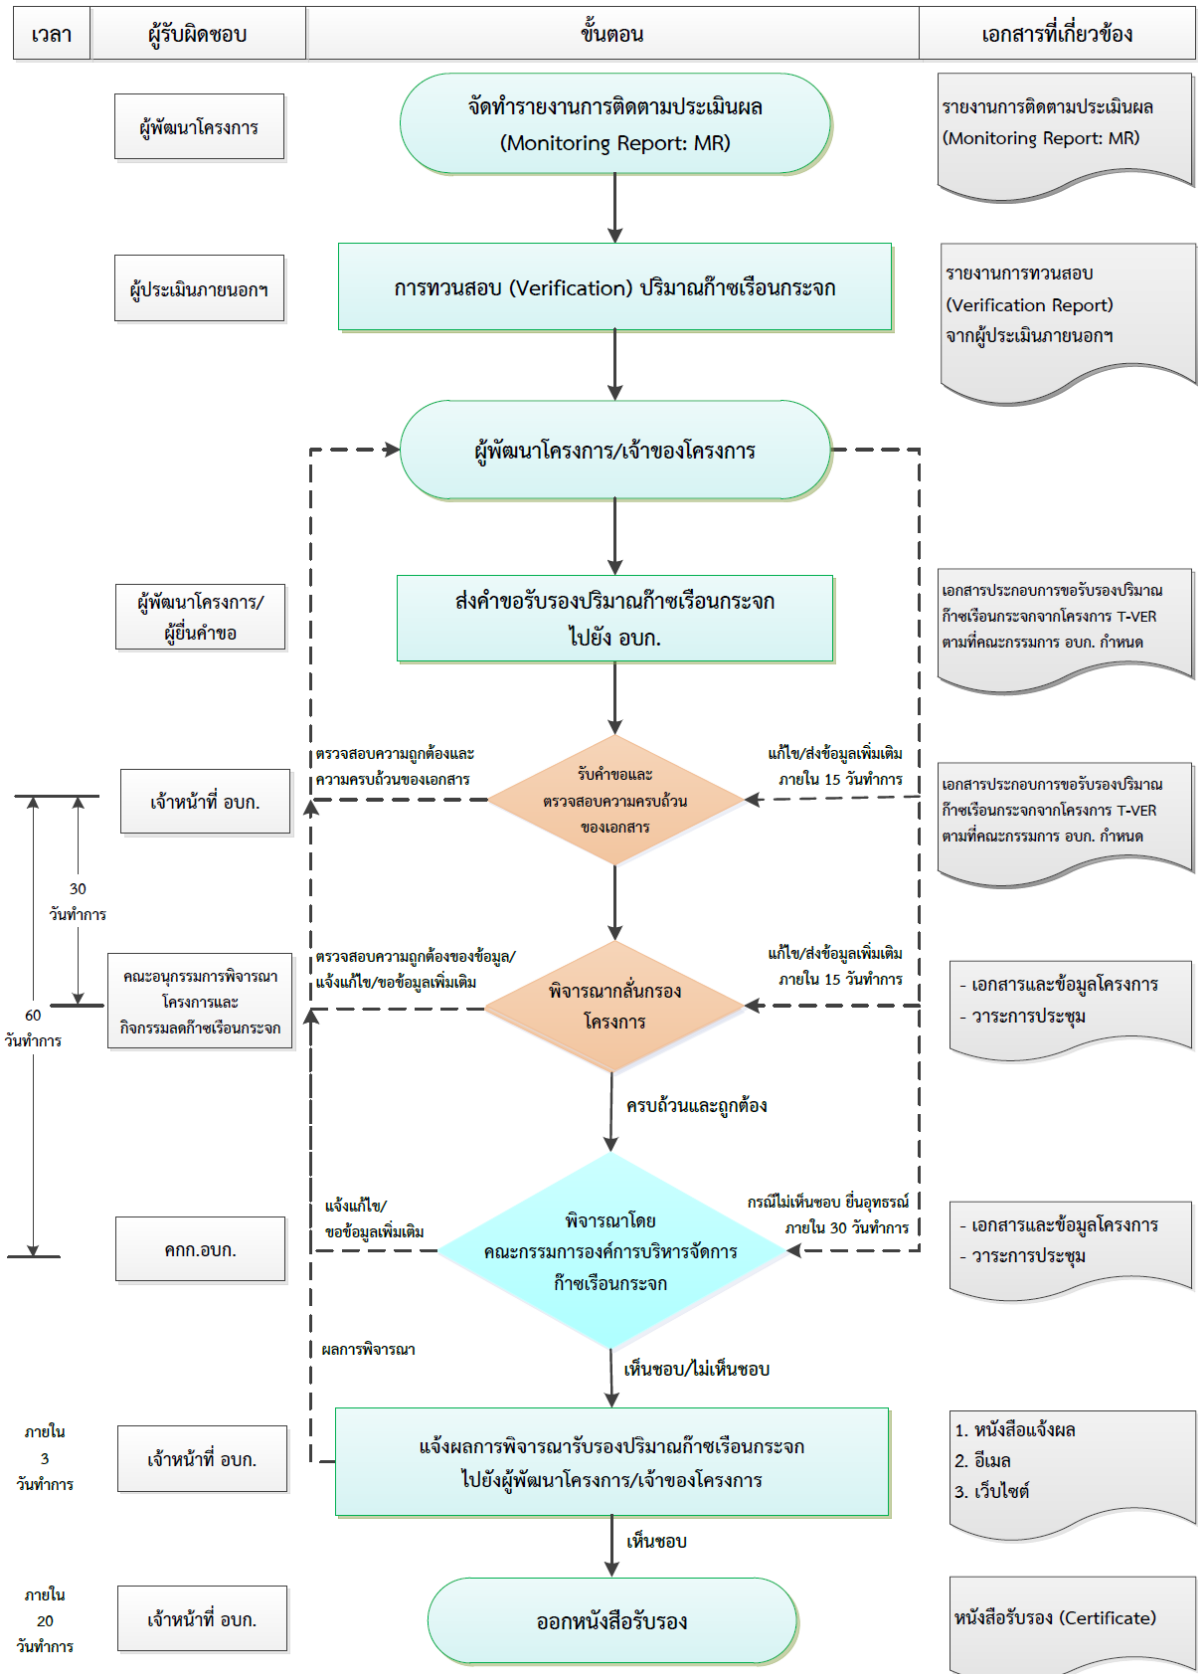 เวลา
ผู้รับผิดชอบ
ขั้นตอน
เอกสารที่เกี่ยวข้อง
ผู้พัฒนาโครงการ
จัดทำรายงานการติดตามประเมินผล
(Monitoring Report: MR)
รายงานการติดตามประเมินผล
(Monitoring Report: MR)
ผู้ประเมินภายนอกฯ
การทวนสอบ (Verification) ปริมาณก๊าซเรือนกระจก
รายงานการทวนสอบ
(Verification Report)
จากผู้ประเมินภายนอกฯ
ผู้พัฒนาโครงการ/เจ้าของโครงการ
ผู้พัฒนาโครงการ/
ผู้ยื่นคำขอ
ส่งคำขอรับรองปริมาณก๊าซเรือนกระจก
ไปยัง อบก.
เอกสารประกอบการขอรับรองปริมาณ
ก๊าซเรือนกระจกจากโครงการ T-VER
ตามที่คณะกรรมการ อบก. กำหนด
ตรวจสอบความถูกต้องและ
ความครบถ้วนของเอกสาร
รับคำขอและ
ตรวจสอบความครบถ้วน
ของเอกสาร
แก้ไข/ส่งข้อมูลเพิ่มเติม
ภายใน 15 วันทำการ
เจ้าหน้าที่ อบก.
เอกสารประกอบการขอรับรองปริมาณ
ก๊าซเรือนกระจกจากโครงการ T-VER
ตามที่คณะกรรมการ อบก. กำหนด
30
วันทำการ
60
วันทำการ
คณะอนุกรรมการพิจารณา
โครงการและ
กิจกรรมลดก๊าซเรือนกระจก
ตรวจสอบความถูกต้องของข้อมูล/
แจ้งแก้ไข/ขอข้อมูลเพิ่มเติม
พิจารณากลั่นกรอง
โครงการ
แก้ไข/ส่งข้อมูลเพิ่มเติม
ภายใน 15 วันทำการ
- เอกสารและข้อมูลโครงการ
- วาระการประชุม
ครบถ้วนและถูกต้อง
คกก.อบก.
แจ้งแก้ไข/
ขอข้อมูลเพิ่มเติม
พิจารณาโดย
คณะกรรมการองค์การบริหารจัดการ
ก๊าซเรือนกระจก
กรณีไม่เห็นชอบ ยื่นอุทธรณ์
ภายใน 30 วันทำการ
- เอกสารและข้อมูลโครงการ
- วาระการประชุม
ผลการพิจารณา
เห็นชอบ/ไม่เห็นชอบ
ภายใน
3
วันทำการ
เจ้าหน้าที่ อบก.
แจ้งผลการพิจารณารับรองปริมาณก๊าซเรือนกระจก
ไปยังผู้พัฒนาโครงการ/เจ้าของโครงการ
1. หนังสือแจ้งผล
2. อีเมล
3. เว็บไซต์
เห็นชอบ
ภายใน
20
วันทำการ
เจ้าหน้าที่ อบก.
ออกหนังสือรับรอง
หนังสือรับรอง (Certificate)